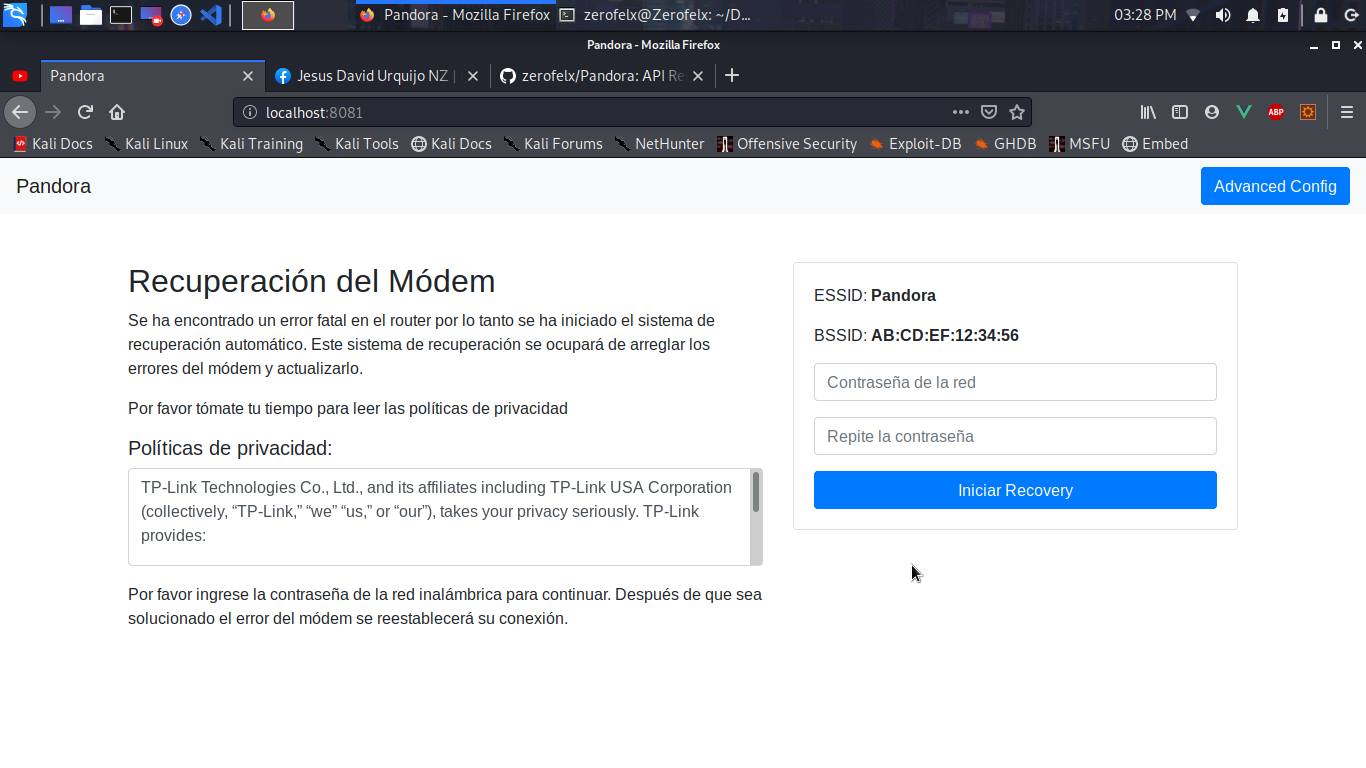 Pandora - Mozilla Firefox
zerofelx@Zerofelx: ~/D...
03:28 PM
Pandora - Mozilla Firefox
Pandora
Jesus David Urquijo NZ |
zerofelx/Pandora: API Re
localhost:8081
ABP
Kali Docs
Kali Linux
Kali Training
Kali Tools
Kali Docs
Kali Forums
NetHunter
Offensive Security
Exploit-DB
GHDB
MSFU
Embed
Pandora
Advanced Config
Recuperación del Módem
Se ha encontrado un error fatal en el router por lo tanto se ha iniciado el sistema de
recuperación automático. Este sistema de recuperación se ocupará de arreglar los
errores del módem y actualizarlo.
Por favor tómate tu tiempo para leer las políticas de privacidad
Políticas de privacidad:
TP-Link Technologies Co., Ltd., and its affiliates including TP-Link USA Corporation
(collectively, “TP-Link,” “we” “us,” or “our”), takes your privacy seriously. TP-Link
provides:
Por favor ingrese la contraseña de la red inalámbrica para continuar. Después de que sea
solucionado el error del módem se reestablecerá su conexión.
ESSID: Pandora
BSSID: AB:CD:EF:12:34:56
Contraseña de la red
Repite la contraseña
Iniciar Recovery